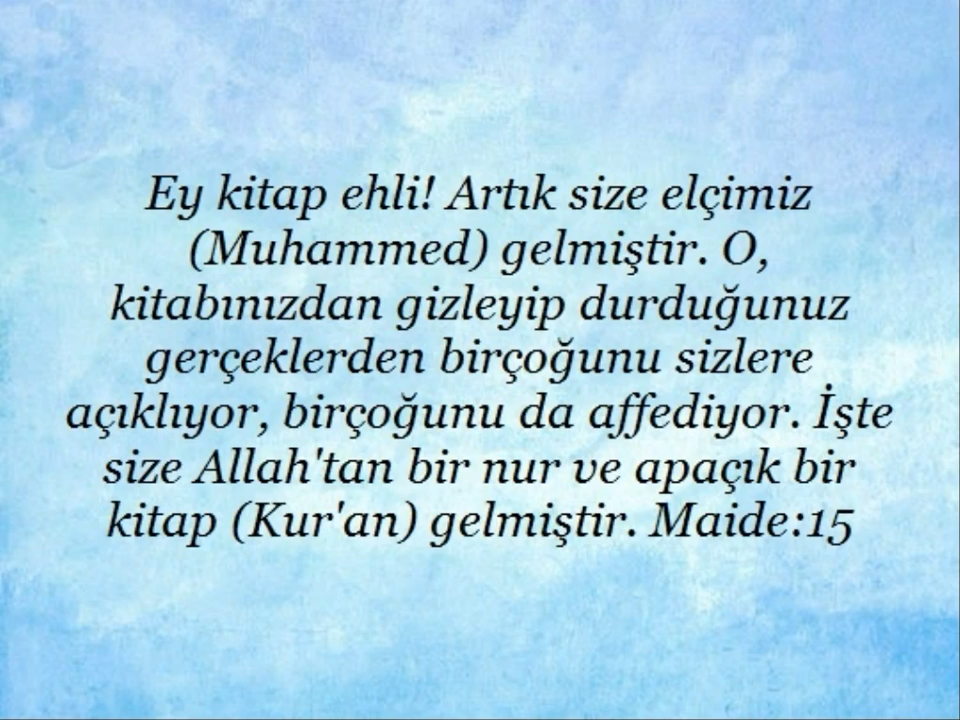 Ey kitap ehli! Artık size elçimiz
(Muhammed) gelmiştir. O,
kitabınızdan gizleyip durduğunuz
gerçeklerden birçoğunu sizlere
açıklıyor, birçoğunu da affediyor. İşte
size Allah'tan bir nur ve apaçık bir
kitap (Kur'an) gelmiştir. Maide:15